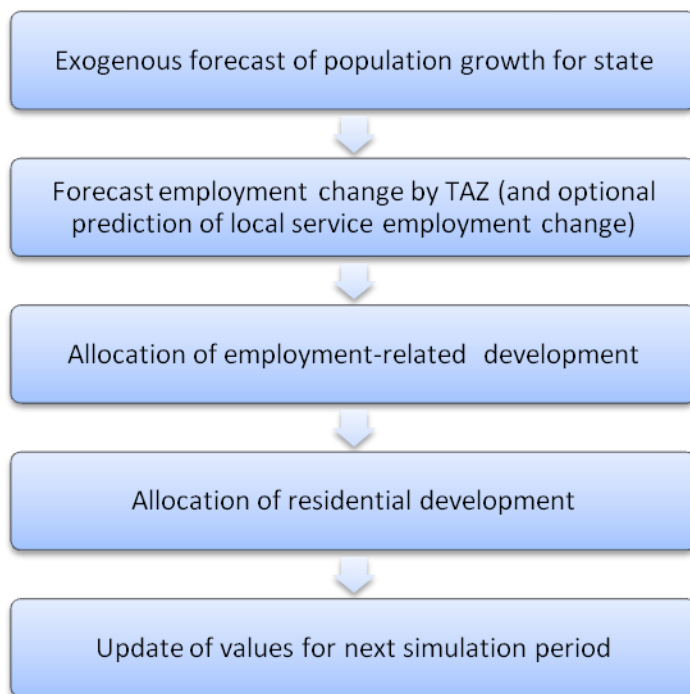 Exogenous forecast of population growth for state
Forecast employment change by TAZ (and optional
prediction of local service employment change)
Allocation of employment-related development
Allocation of residential development
Update of values for next simulation period